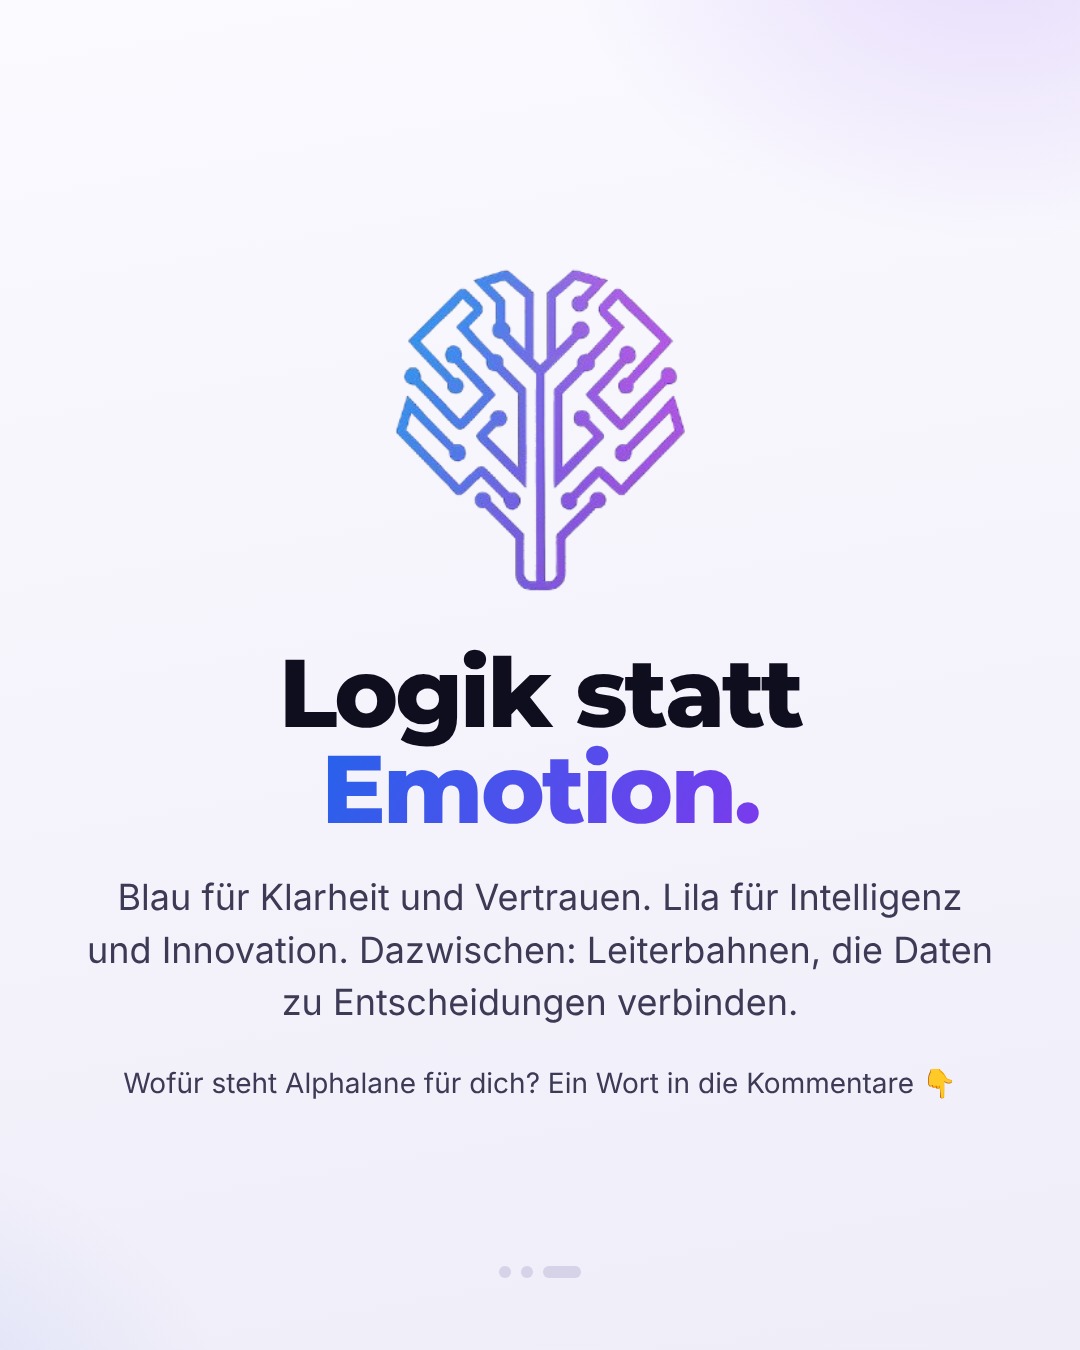 Logik statt
Emotion.
Blau für Klarheit und Vertrauen. Lila für Intelligenz
und Innovation. Dazwischen: Leiterbahnen, die Daten
zu Entscheidungen verbinden.
Wofür steht Alphalane für dich? Ein Wort in die Kommentare 👇